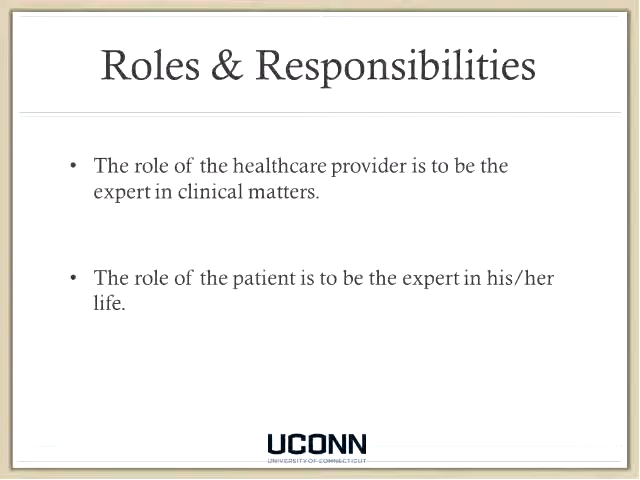 Roles & Responsibilities
• The role of the healthcare provider is to be the
expert in clinical matters.
• The role of the patient is to be the expert in his/her
life.
UCONN
UNIVERSITY OF CONNECTICUT